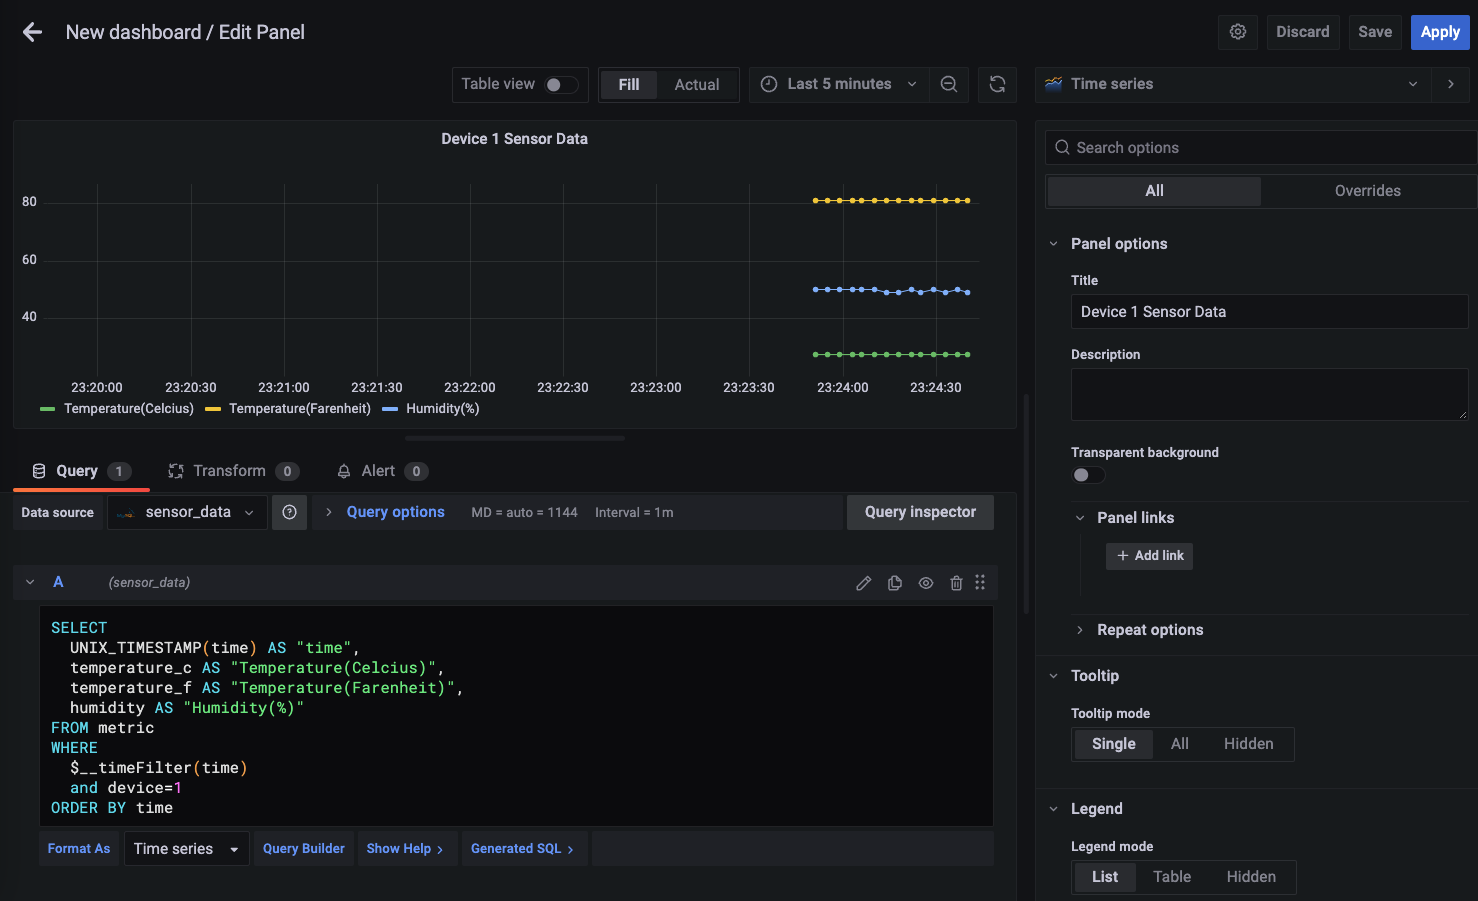 New dashboard / Edit Panel
Discard
Save
Apply
Table view
Fill
Actual
Last 5 minutes
Time series
Device 1 Sensor Data
80
60
40
23:20:00
23:20:30
23:21:00
23:21:30
23:22:00
23:22:30
23:23:00
23:23:30
23:24:00
23:24:30
Temperature(Celcius)
Temperature(Farenheit)
Humidity(%)
Query 1
Transform 0
Alert 0
Data source
sensor_data
Query options
MD = auto = 1144
Interval = 1m
Query inspector
A
(sensor_data)
SELECT
UNIX_TIMESTAMP(time) AS "time",
temperature_c AS "Temperature(Celcius)",
temperature_f AS "Temperature(Farenheit)",
humidity AS "Humidity(%)"
FROM metric
WHERE
$__timeFilter(time)
and device=1
ORDER BY time
Format As
Time series
Query Builder
Show Help
Generated SQL
Search options
All
Overrides
Panel options
Title
Device 1 Sensor Data
Description
Transparent background
Panel links
+ Add link
Repeat options
Tooltip
Tooltip mode
Single
All
Hidden
Legend
Legend mode
List
Table
Hidden